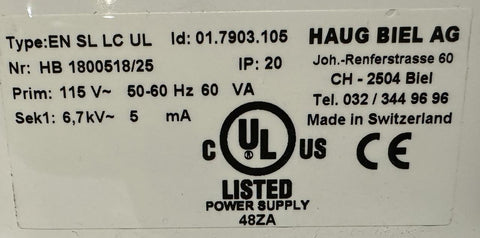 Type:EN SL LC UL Id: 01.7903.105
Nr: HB 1800518/25 IP: 20
Prim: 115 V~ 50-60 Hz 60 VA
Sek1: 6,7kV~ 5 mA
HAUG BIEL AG
Joh.-Renferstrasse 60
CH - 2504 Biel
Tel. 032 / 344 96 96
Made in Switzerland
C UL US CE
LISTED
POWER SUPPLY
48ZA